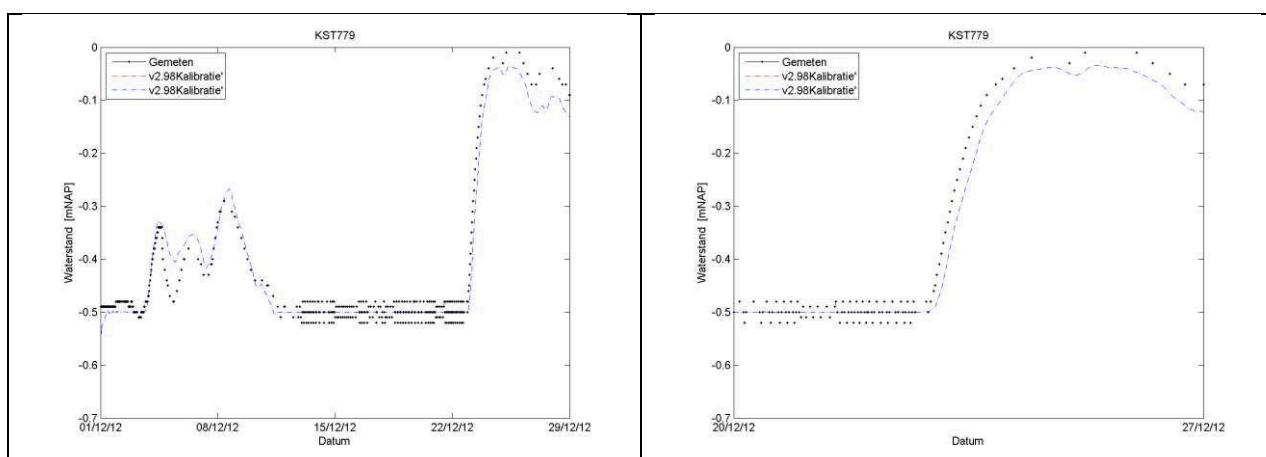 KST779
Gemeten
v2.98Kalibratie'
v2.98Kalibratie'
0
-0.1
-0.2
-0.3
-0.4
-0.5
-0.6
-0.7
Waterstand [mNAP]
01/12/12
08/12/12
15/12/12
22/12/12
29/12/12
Datum
KST779
Gemeten
v2.98Kalibratie'
v2.98Kalibratie'
0
-0.1
-0.2
-0.3
-0.4
-0.5
-0.6
-0.7
Waterstand [mNAP]
20/12/12
27/12/12
Datum